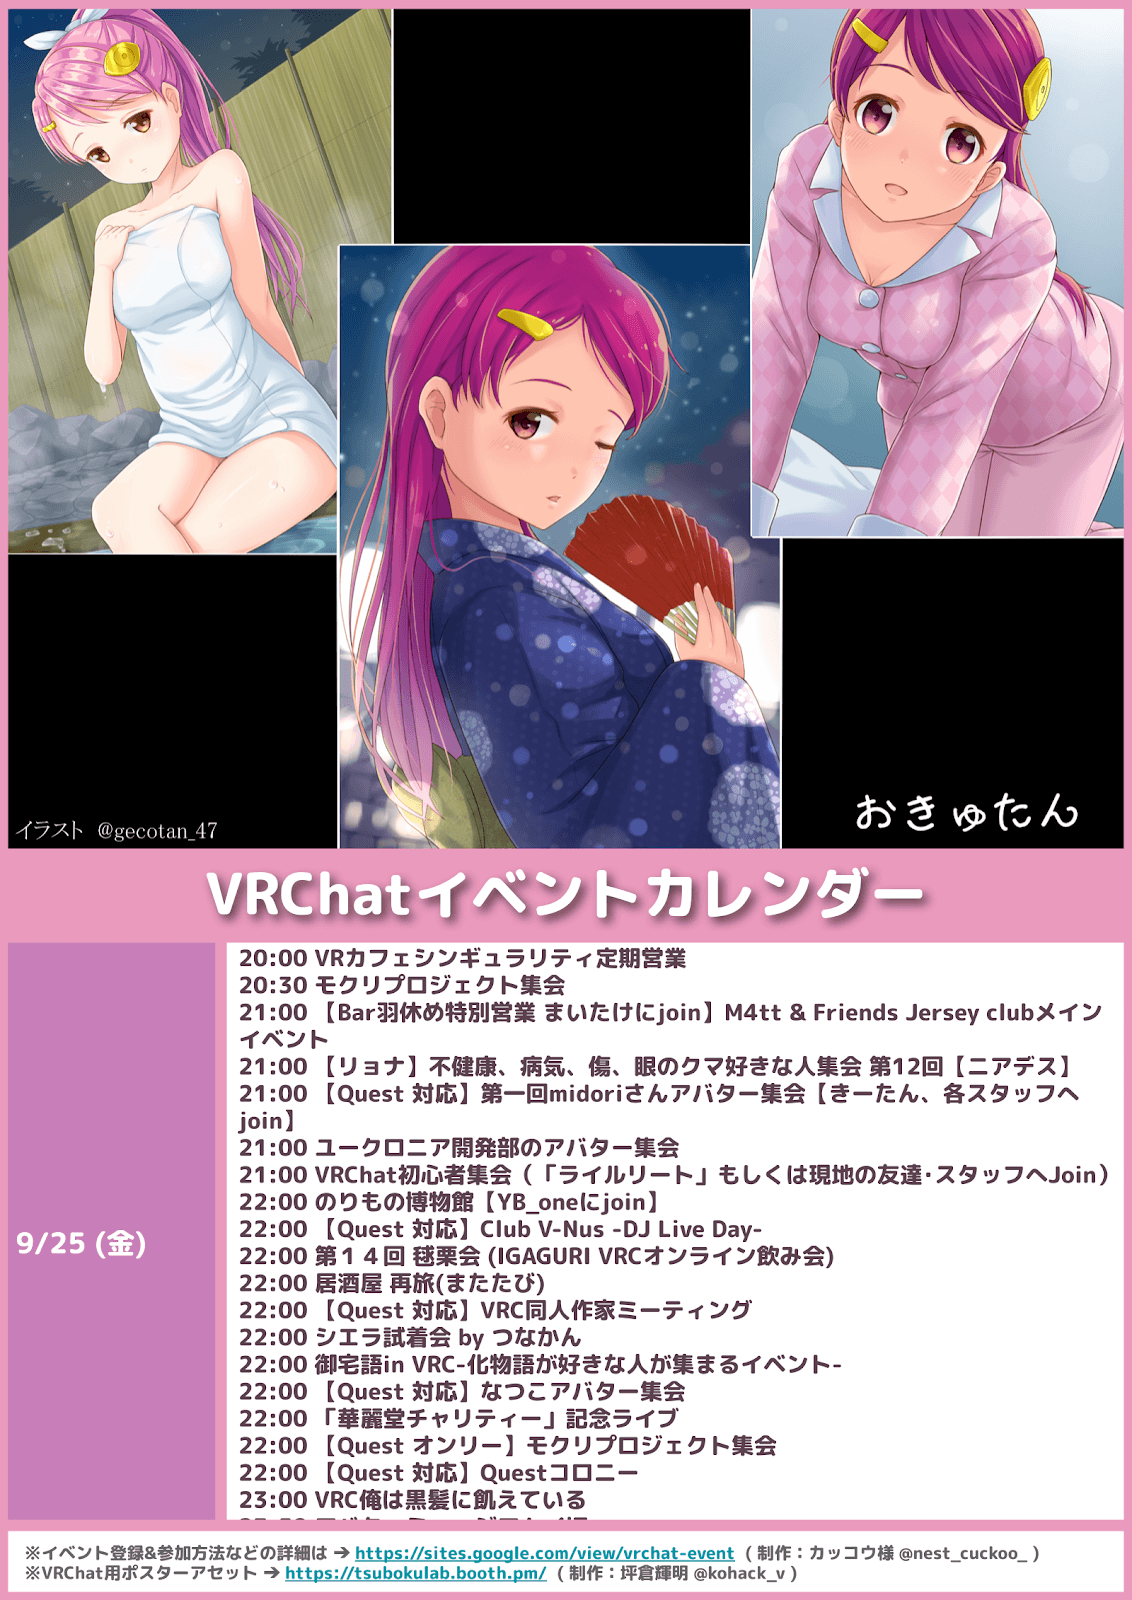 イラスト @gecotan_47
おきゅたん
VRChatイベントカレンダー
9/25 (金)
20:00 VRカフェシンギュラリティ定期営業
20:30 モクリプロジェクト集会
21:00 【Bar羽休め特別営業 まいたけにjoin】M4tt & Friends Jersey clubメイン
イベント
21:00 【リョナ】不健康、病気、傷、眼のクマ好きな人集会 第12回【ニアデス】
21:00 【Quest 対応】第一回midoriさんアバター集会【きーたん、各スタッフへ
join】
21:00 ユークロニア開発部のアバター集会
21:00 VRChat初心者集会（「ライルリート」もしくは現地の友達･スタッフへJoin）
22:00 のりもの博物館【YB_oneにjoin】
22:00 【Quest 対応】Club V-Nus -DJ Live Day-
22:00 第１４回 毬栗会 (IGAGURI VRCオンライン飲み会)
22:00 居酒屋 再旅(またたび)
22:00 【Quest 対応】VRC同人作家ミーティング
22:00 シエラ試着会 by つなかん
22:00 御宅語in VRC-化物語が好きな人が集まるイベント-
22:00 【Quest 対応】なつこアバター集会
22:00 「華麗堂チャリティー」記念ライブ
22:00 【Quest オンリー】モクリプロジェクト集会
22:00 【Quest 対応】Questコロニー
23:00 VRC俺は黒髪に飢えている
※イベント登録&参加方法などの詳細は ➔ https://sites.google.com/view/vrchat-event （ 制作：カッコウ様 @nest_cuckoo_ ）
※VRChat用ポスターアセット ➔ https://tsubokulab.booth.pm/ （ 制作：坪倉輝明 @kohack_v ）